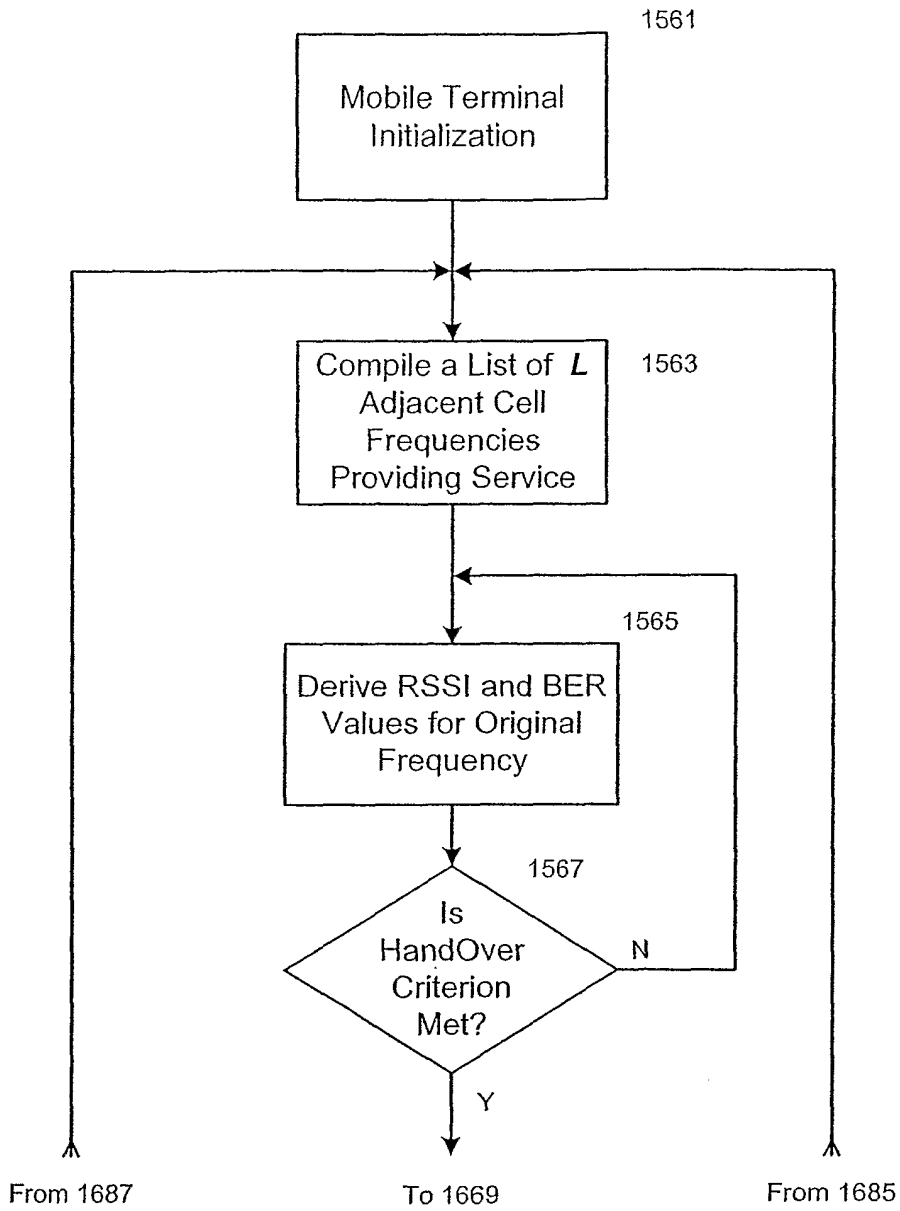 1561
Mobile Terminal
Initialization
Compile a List of L
Adjacent Cell
Frequencies
Providing Service
1563
1565
Derive RSSI and BER
Values for Original
Frequency
1567
Is
HandOver
Criterion
Met?
N
Y
From 1687
To 1669
From 1685